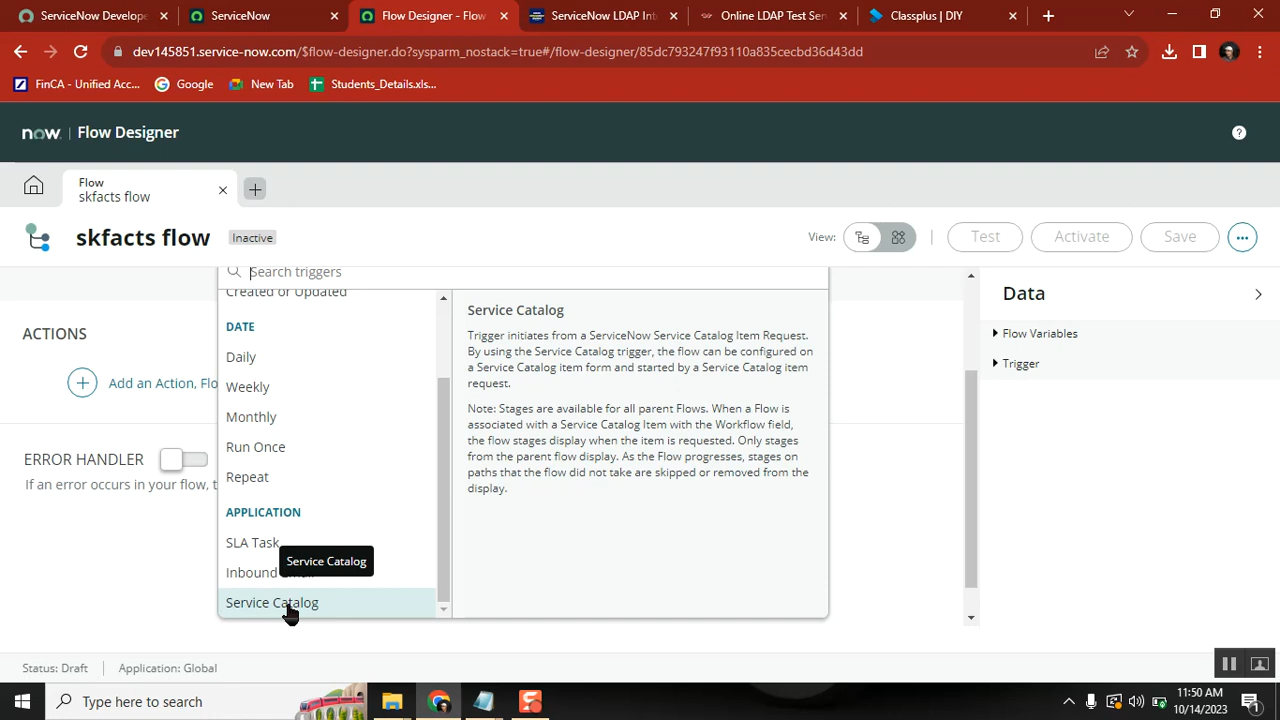 ServiceNow Develope
ServiceNow
Flow Designer - Flow
ServiceNow LDAP Int
Online LDAP Test Ser
Classplus | DIY
dev145851.service-now.com/$flow-designer.do?sysparm_nostack=true#/flow-designer/85dc793247f93110a835cecbd36d43dd
FinCA - Unified Acc...
Google
New Tab
Students_Details.xls...
now. | Flow Designer
Flow
skfacts flow
skfacts flow
Inactive
View:
Test
Activate
Save
Search triggers
Created or Updated
DATE
Daily
Weekly
Monthly
Run Once
Repeat
APPLICATION
SLA Task
Service Catalog
Inbound
Service Catalog
Service Catalog
Trigger initiates from a ServiceNow Service Catalog Item Request.
By using the Service Catalog trigger, the flow can be configured on
a Service Catalog item form and started by a Service Catalog item
request.
Note: Stages are available for all parent Flows. When a Flow is
associated with a Service Catalog Item with the Workflow field,
the flow stages display when the item is requested. Only stages
from the parent flow display. As the Flow progresses, stages on
paths that the flow did not take are skipped or removed from the
display.
ACTIONS
Add an Action, Flo
ERROR HANDLER
If an error occurs in your flow, t
Data
Flow Variables
Trigger
Status: Draft
Application: Global
Type here to search
11:50 AM
10/14/2023
1